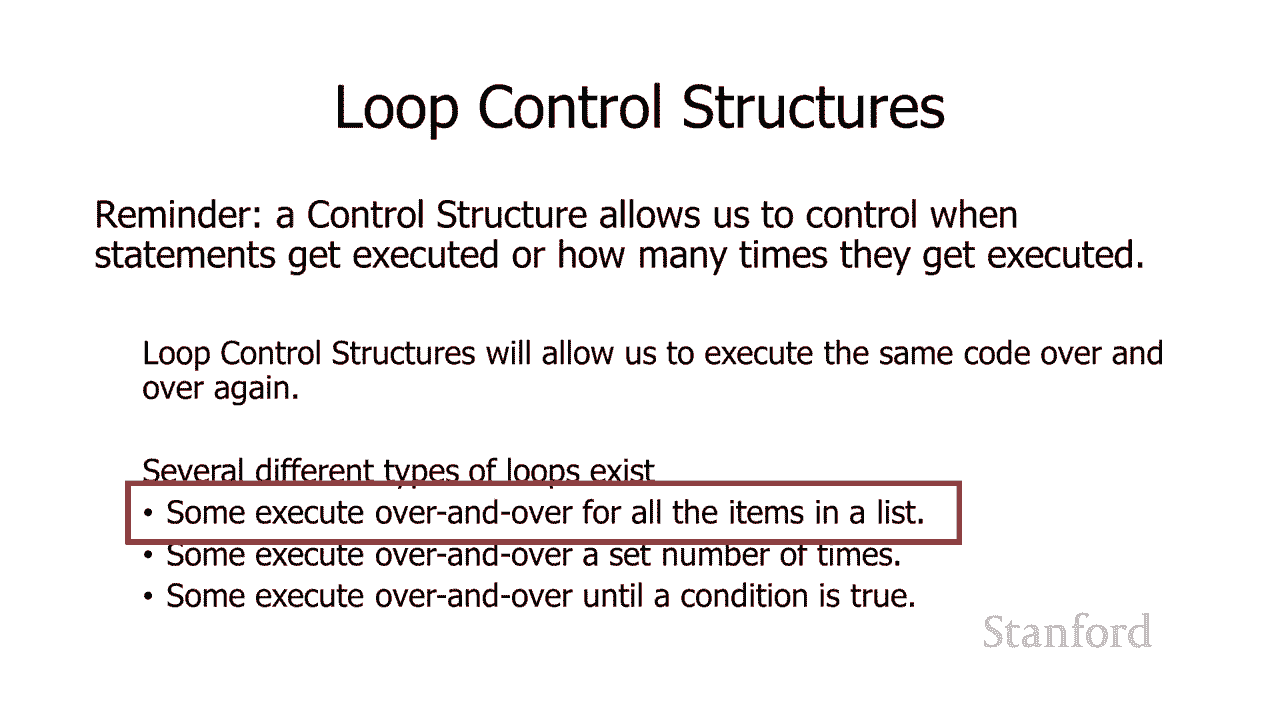 Loop Control Structures
Reminder: a Control Structure allows us to control when
statements get executed or how many times they get executed.
Loop Control Structures will allow us to execute the same code over and
over again.
Several different types of loops exist
• Some execute over-and-over for all the items in a list.
• Some execute over-and-over a set number of times.
• Some execute over-and-over until a condition is true.
Stanford